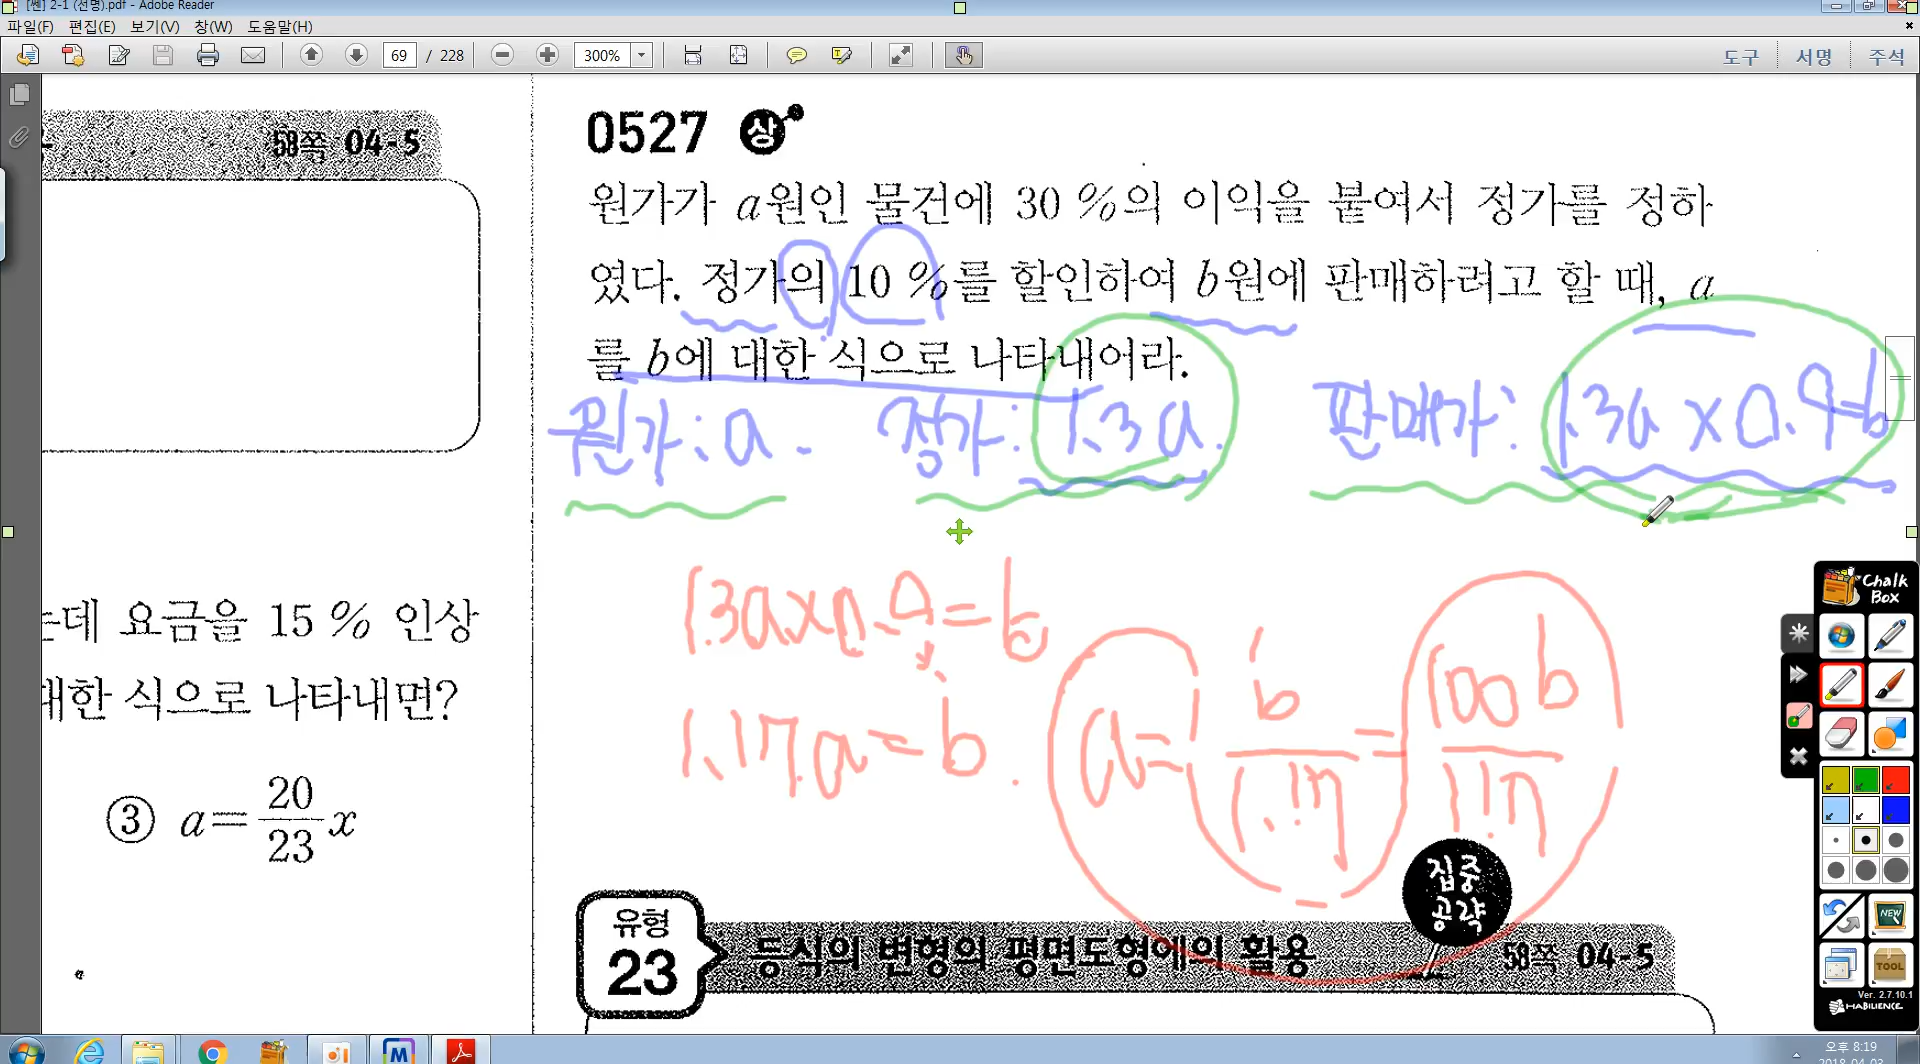 [쎈] 2-1 (선명).pdf - Adobe Reader
파일(F) 편집(E) 보기(V) 창(W) 도움말(H)
69 / 228 300% 도구 서명 주석
58쪽 04-5
는데 요금을 15 % 인상
대한 식으로 나타내면?
③ a=20/23x
0527 상
원가가 a원인 물건에 30 %의 이익을 붙여서 정가를 정하
였다. 정가의 10 %를 할인하여 b원에 판매하려고 할 때, a
를 b에 대한 식으로 나타내어라.
원가: a. 정가: 1.3a. 판매가: 1.3a×0.9=b
1.3a×0.9=b
1.17a=b. a=b/1.17=100b/117
집중
공략
유형
23
등식의 변형의 평면도형에의 활용 58쪽 04-5
Chalk
Box
NEW
TOOL
Ver. 2.7.10.1
HABILIENCE
오후 8:19
2018-04-03